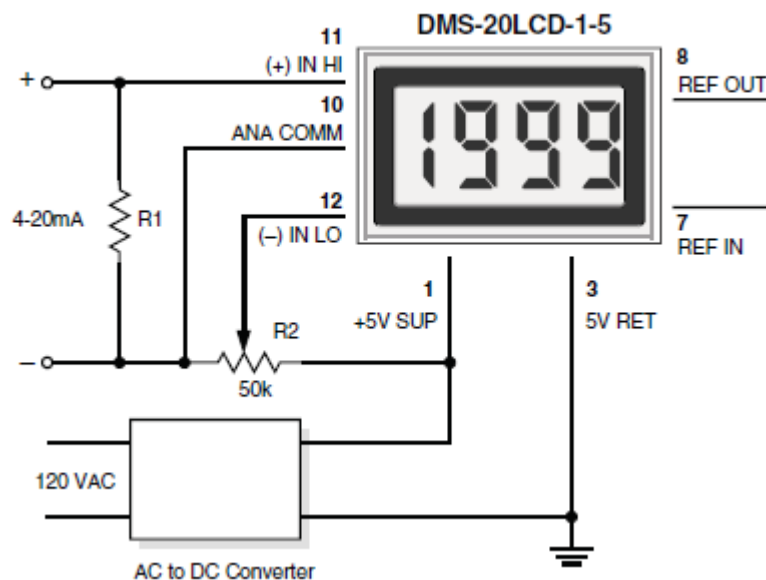 DMS-20LCD-1-5
11
(+) IN HI
8
REF OUT
+
10
ANA COMM
1999
4-20mA
R1
12
(–) IN LO
7
REF IN
1
+5V SUP
3
5V RET
R2
–
50k
120 VAC
AC to DC Converter